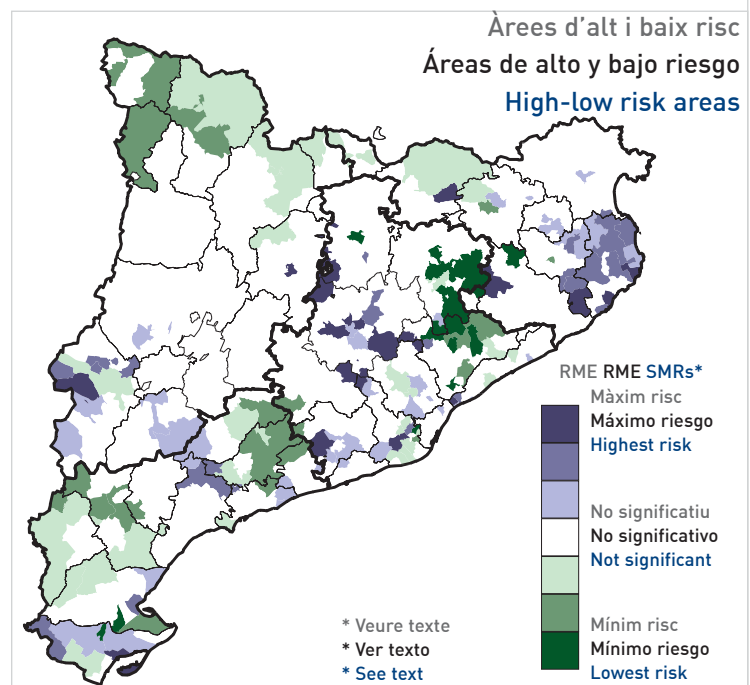 Àrees d'alt i baix risc
Áreas de alto y bajo riesgo
High-low risk areas
RME RME SMRs*
Màxim risc
Máximo riesgo
Highest risk
No significatiu
No significativo
Not significant
Mínim risc
Mínimo riesgo
Lowest risk
* Veure texte
* Ver texto
* See text